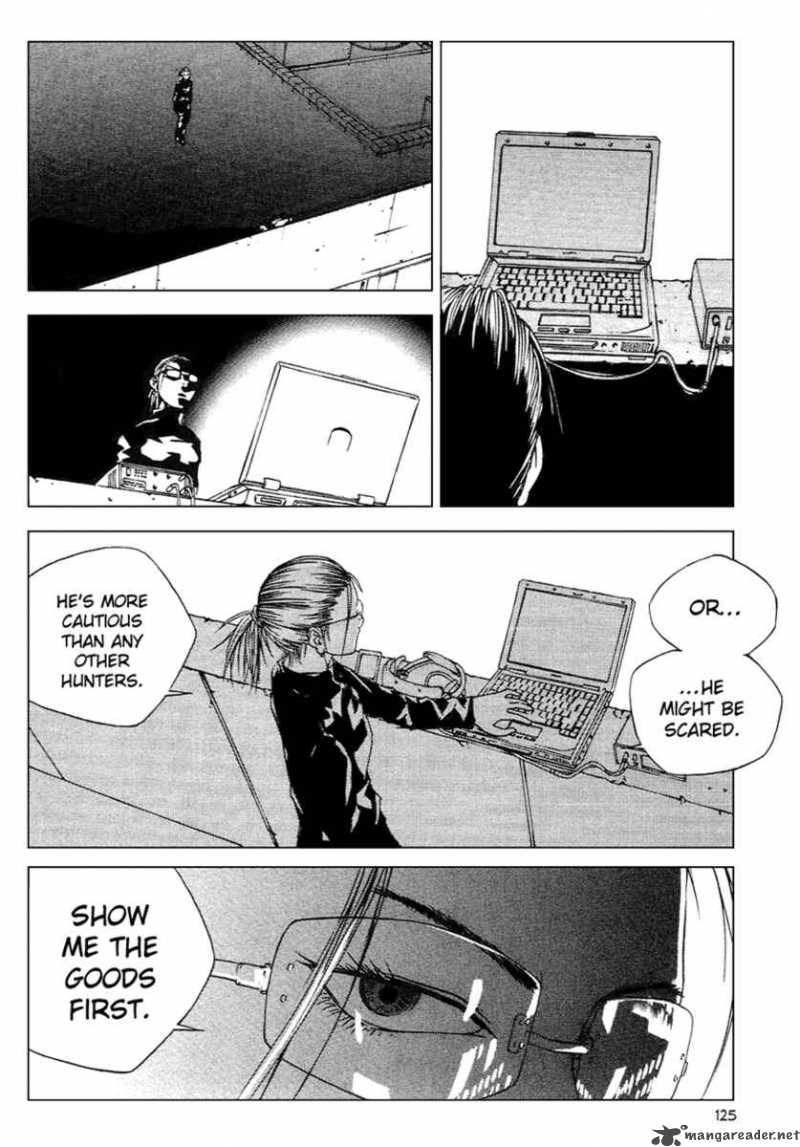 OR...
...HE
MIGHT BE
SCARED.
HE'S MORE
CAUTIOUS
THAN ANY
OTHER
HUNTERS.
SHOW
ME THE
GOODS
FIRST.
125
mangareader.net